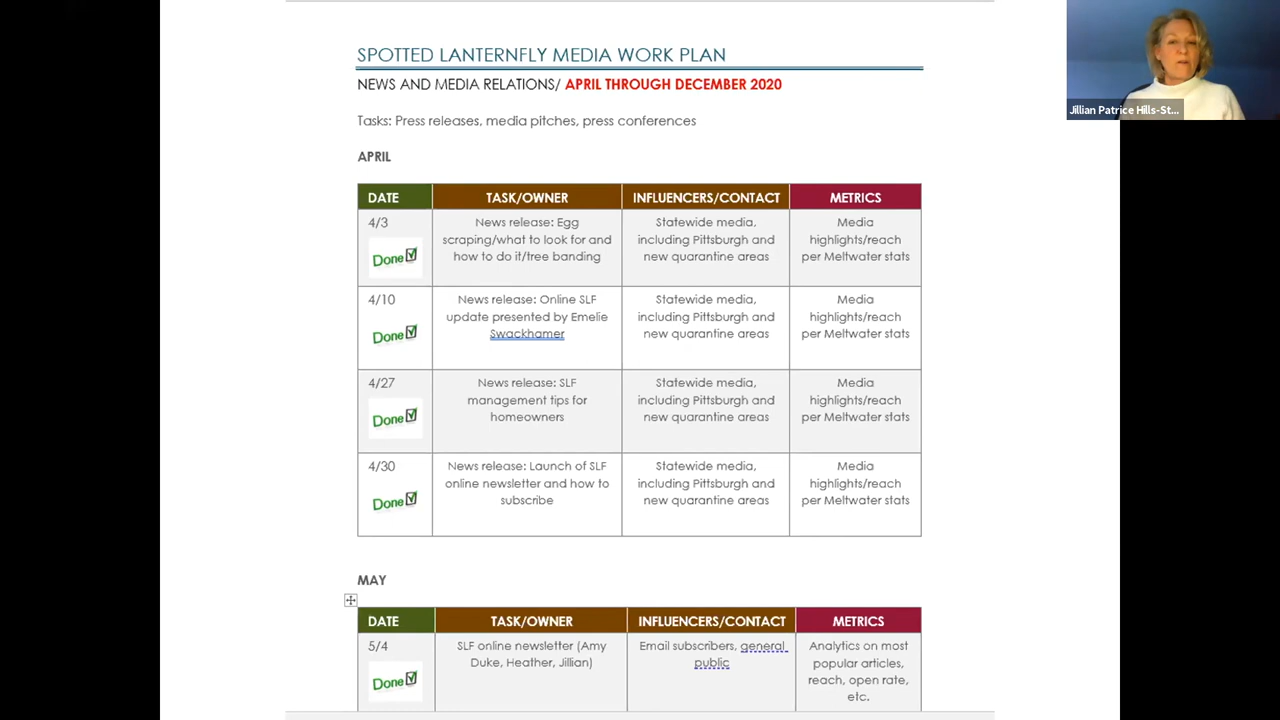 SPOTTED LANTERNFLY MEDIA WORK PLAN
NEWS AND MEDIA RELATIONS/ APRIL THROUGH DECEMBER 2020
Tasks: Press releases, media pitches, press conferences
APRIL
DATE TASK/OWNER INFLUENCERS/CONTACT METRICS
4/3
Done
News release: Egg
scraping/what to look for and
how to do it/tree banding
Statewide media,
including Pittsburgh and
new quarantine areas
Media
highlights/reach
per Meltwater stats
4/10
Done
News release: Online SLF
update presented by Emelie
Swackhamer
Statewide media,
including Pittsburgh and
new quarantine areas
Media
highlights/reach
per Meltwater stats
4/27
Done
News release: SLF
management tips for
homeowners
Statewide media,
including Pittsburgh and
new quarantine areas
Media
highlights/reach
per Meltwater stats
4/30
Done
News release: Launch of SLF
online newsletter and how to
subscribe
Statewide media,
including Pittsburgh and
new quarantine areas
Media
highlights/reach
per Meltwater stats
MAY
DATE TASK/OWNER INFLUENCERS/CONTACT METRICS
5/4
Done
SLF online newsletter (Amy
Duke, Heather, Jillian)
Email subscribers, general
public
Analytics on most
popular articles,
reach, open rate,
etc.
Jillian Patrice Hills-St...